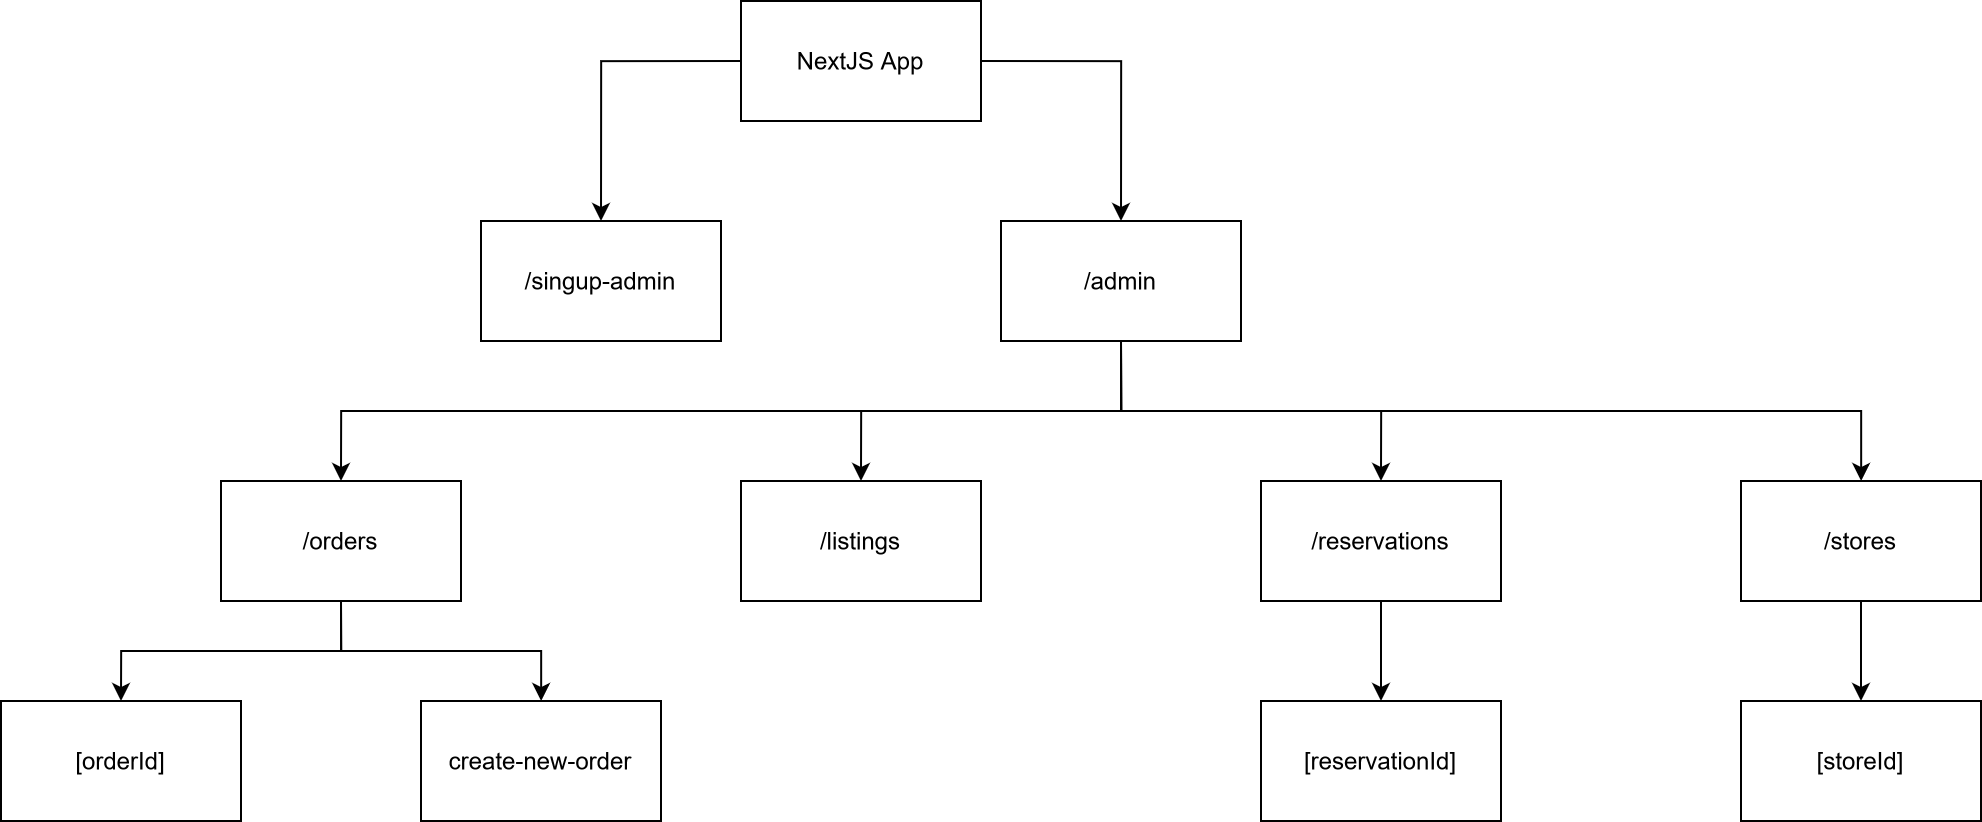 NextJS App
/singup-admin
/admin
/orders
/listings
/reservations
/stores
[orderId]
create-new-order
[reservationId]
[storeId]